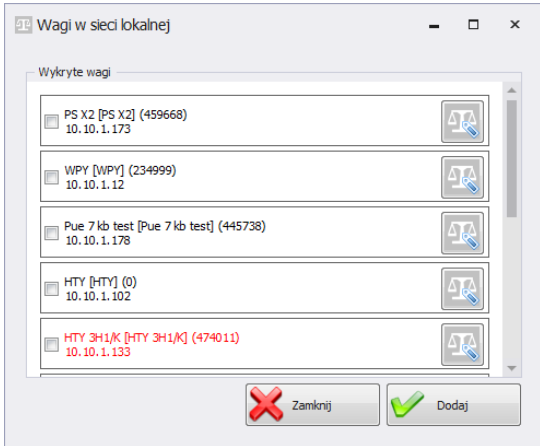 Wagi w sieci lokalnej
Wykryte wagi
PS X2 [PS X2] (459668)
10.10.1.173
WPY [WPY] (234999)
10.10.1.12
Pue 7 kb test [Pue 7 kb test] (445738)
10.10.1.178
HTY [HTY] (0)
10.10.1.102
HTY 3H1/K [HTY 3H1/K] (474011)
10.10.1.133
Zamknij
Dodaj